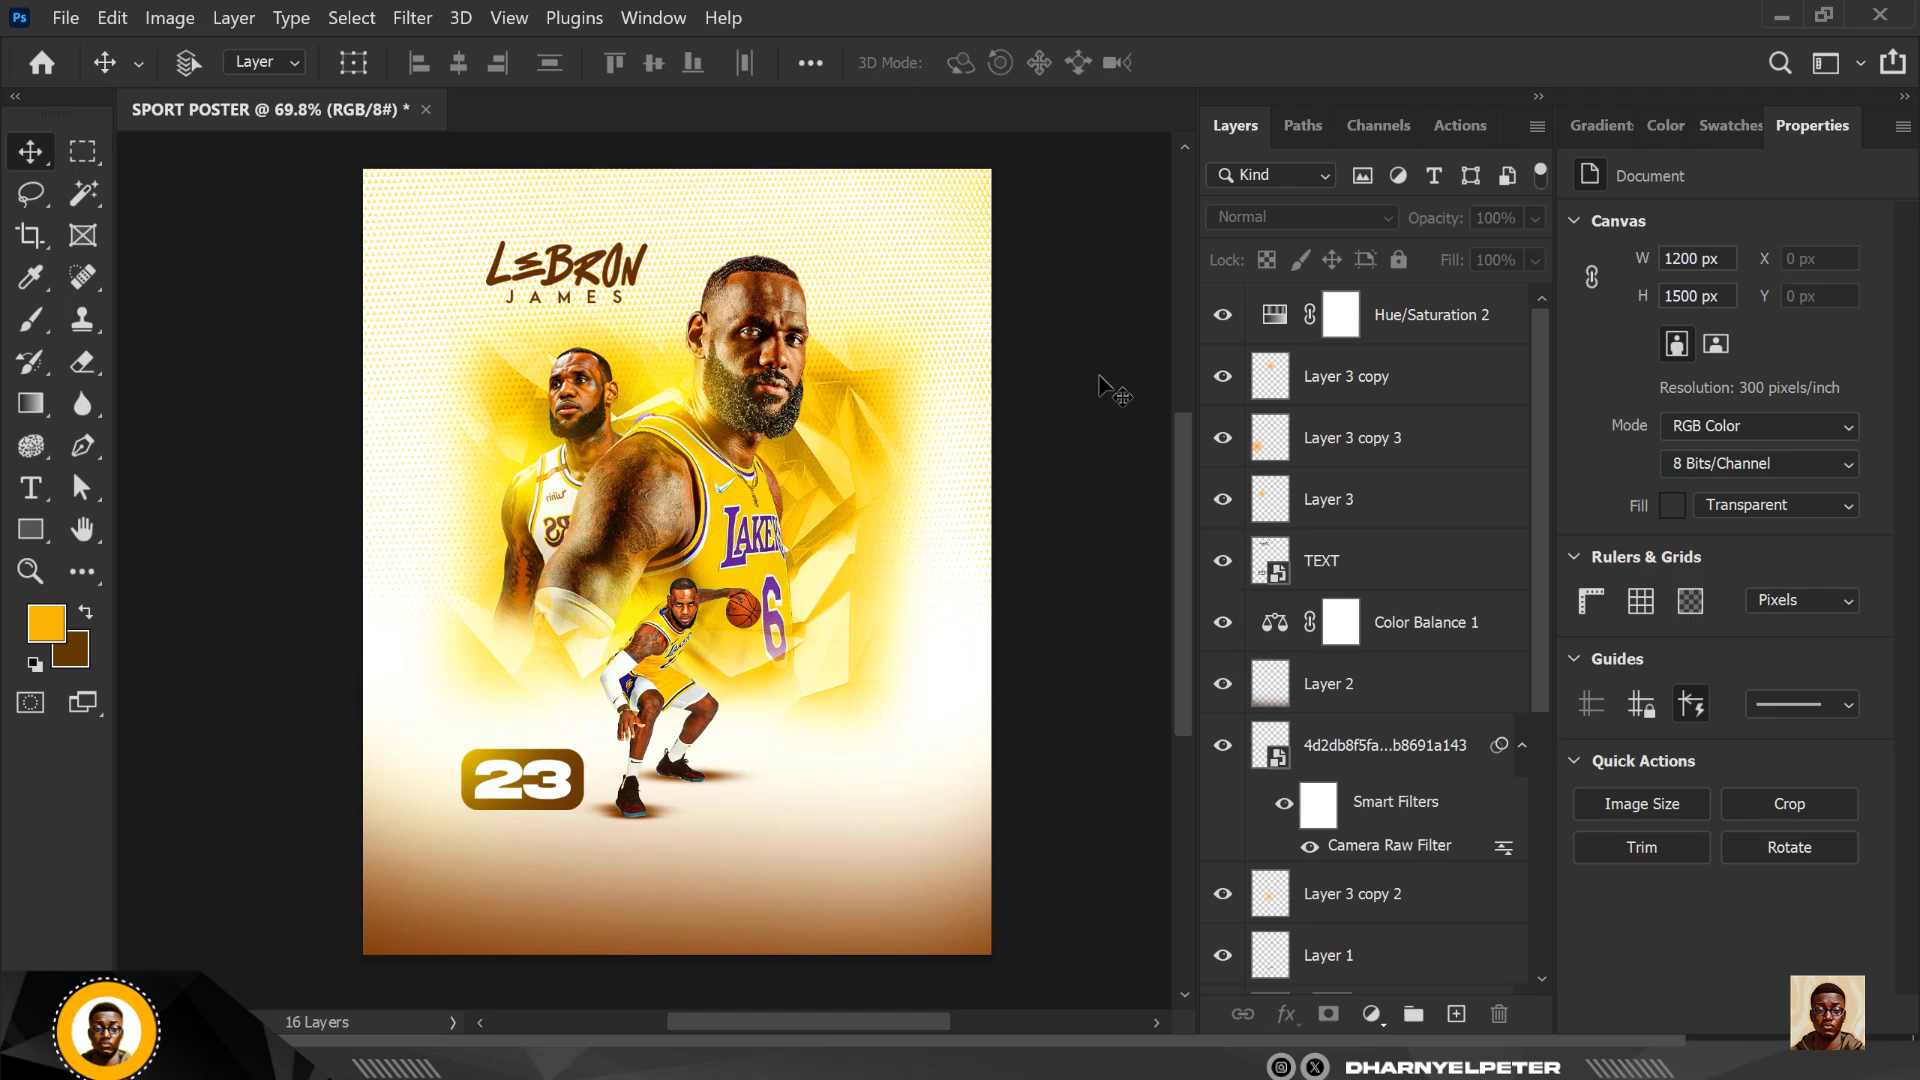 Ps File Edit Image Layer Type Select Filter 3D View Plugins Window Help
Layer 3D Mode:
SPORT POSTER @ 69.8% (RGB/8#) *
LEBRON
JAMES
LAKERS
6
23
16 Layers
Layers Paths Channels Actions
Kind
Normal Opacity: 100%
Lock: Fill: 100%
Hue/Saturation 2
Layer 3 copy
Layer 3 copy 3
Layer 3
TEXT
Color Balance 1
Layer 2
4d2db8f5fa...b8691a143
Smart Filters
Camera Raw Filter
Layer 3 copy 2
Layer 1
fx
Gradient Color Swatches Properties
Document
Canvas
W 1200 px X 0 px
H 1500 px Y 0 px
Resolution: 300 pixels/inch
Mode RGB Color
8 Bits/Channel
Fill Transparent
Rulers & Grids
Pixels
Guides
Quick Actions
Image Size Crop
Trim Rotate
DHARNYELPETER